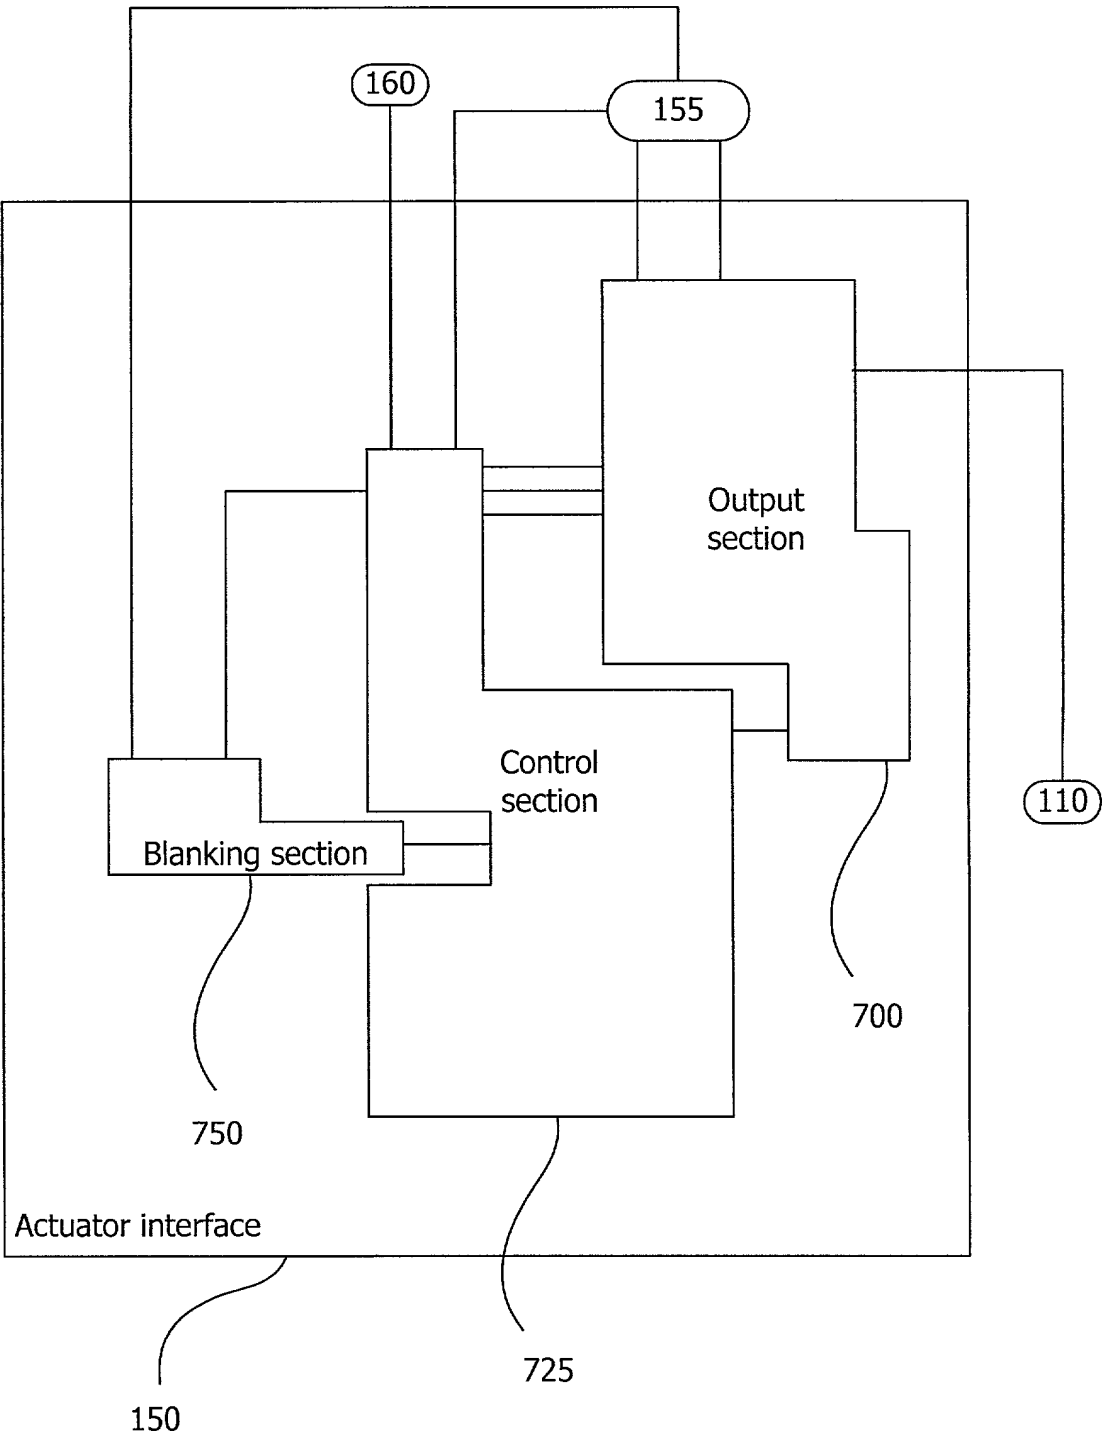 160
155
Output
section
Control
section
110
Blanking section
700
750
Actuator interface
725
150